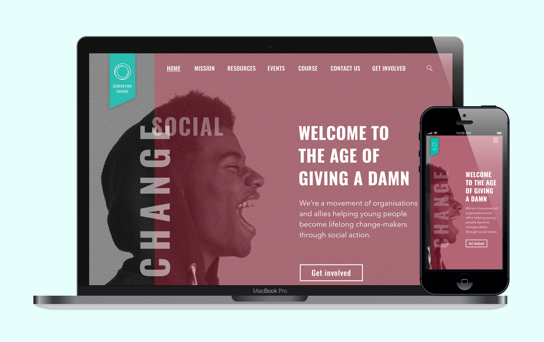 HOME MISSION RESOURCES EVENTS COURSE CONTACT US GET INVOLVED
GENERATION
CHANGE
SOCIAL
CHANGE
WELCOME TO
THE AGE OF
GIVING A DAMN
We're a movement of organisations
and allies helping young people
become lifelong change-makers
through social action.
Get involved
MacBook Pro
CHANGE
WELCOME TO
THE AGE OF
GIVING A DAMN
We're a movement of
organisations and allies
helping young people
become lifelong
through social action.
Get involved